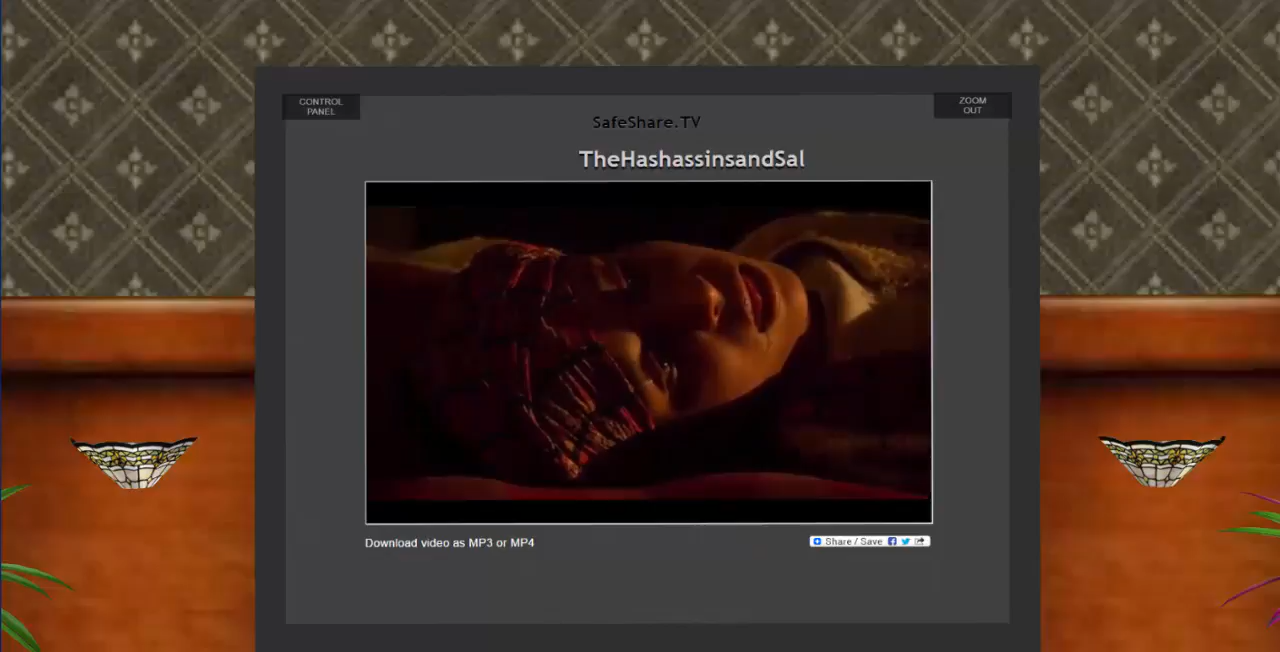 CONTROL
PANEL
ZOOM
OUT
SafeShare.TV
TheHashassinsandSal
Download video as MP3 or MP4
Share / Save